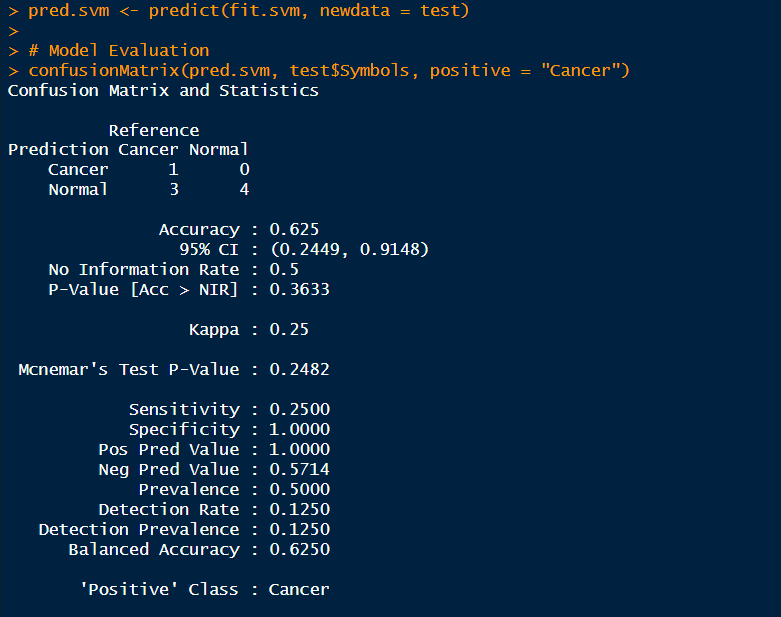 > pred.svm <- predict(fit.svm, newdata = test)
>
> # Model Evaluation
> confusionMatrix(pred.svm, test$Symbols, positive = "Cancer")
Confusion Matrix and Statistics

          Reference
Prediction Cancer Normal
    Cancer      1      0
    Normal      3      4

               Accuracy : 0.625
                 95% CI : (0.2449, 0.9148)
    No Information Rate : 0.5
    P-Value [Acc > NIR] : 0.3633

                  Kappa : 0.25

 Mcnemar's Test P-Value : 0.2482

            Sensitivity : 0.2500
            Specificity : 1.0000
         Pos Pred Value : 1.0000
         Neg Pred Value : 0.5714
             Prevalence : 0.5000
         Detection Rate : 0.1250
   Detection Prevalence : 0.1250
      Balanced Accuracy : 0.6250

       'Positive' Class : Cancer